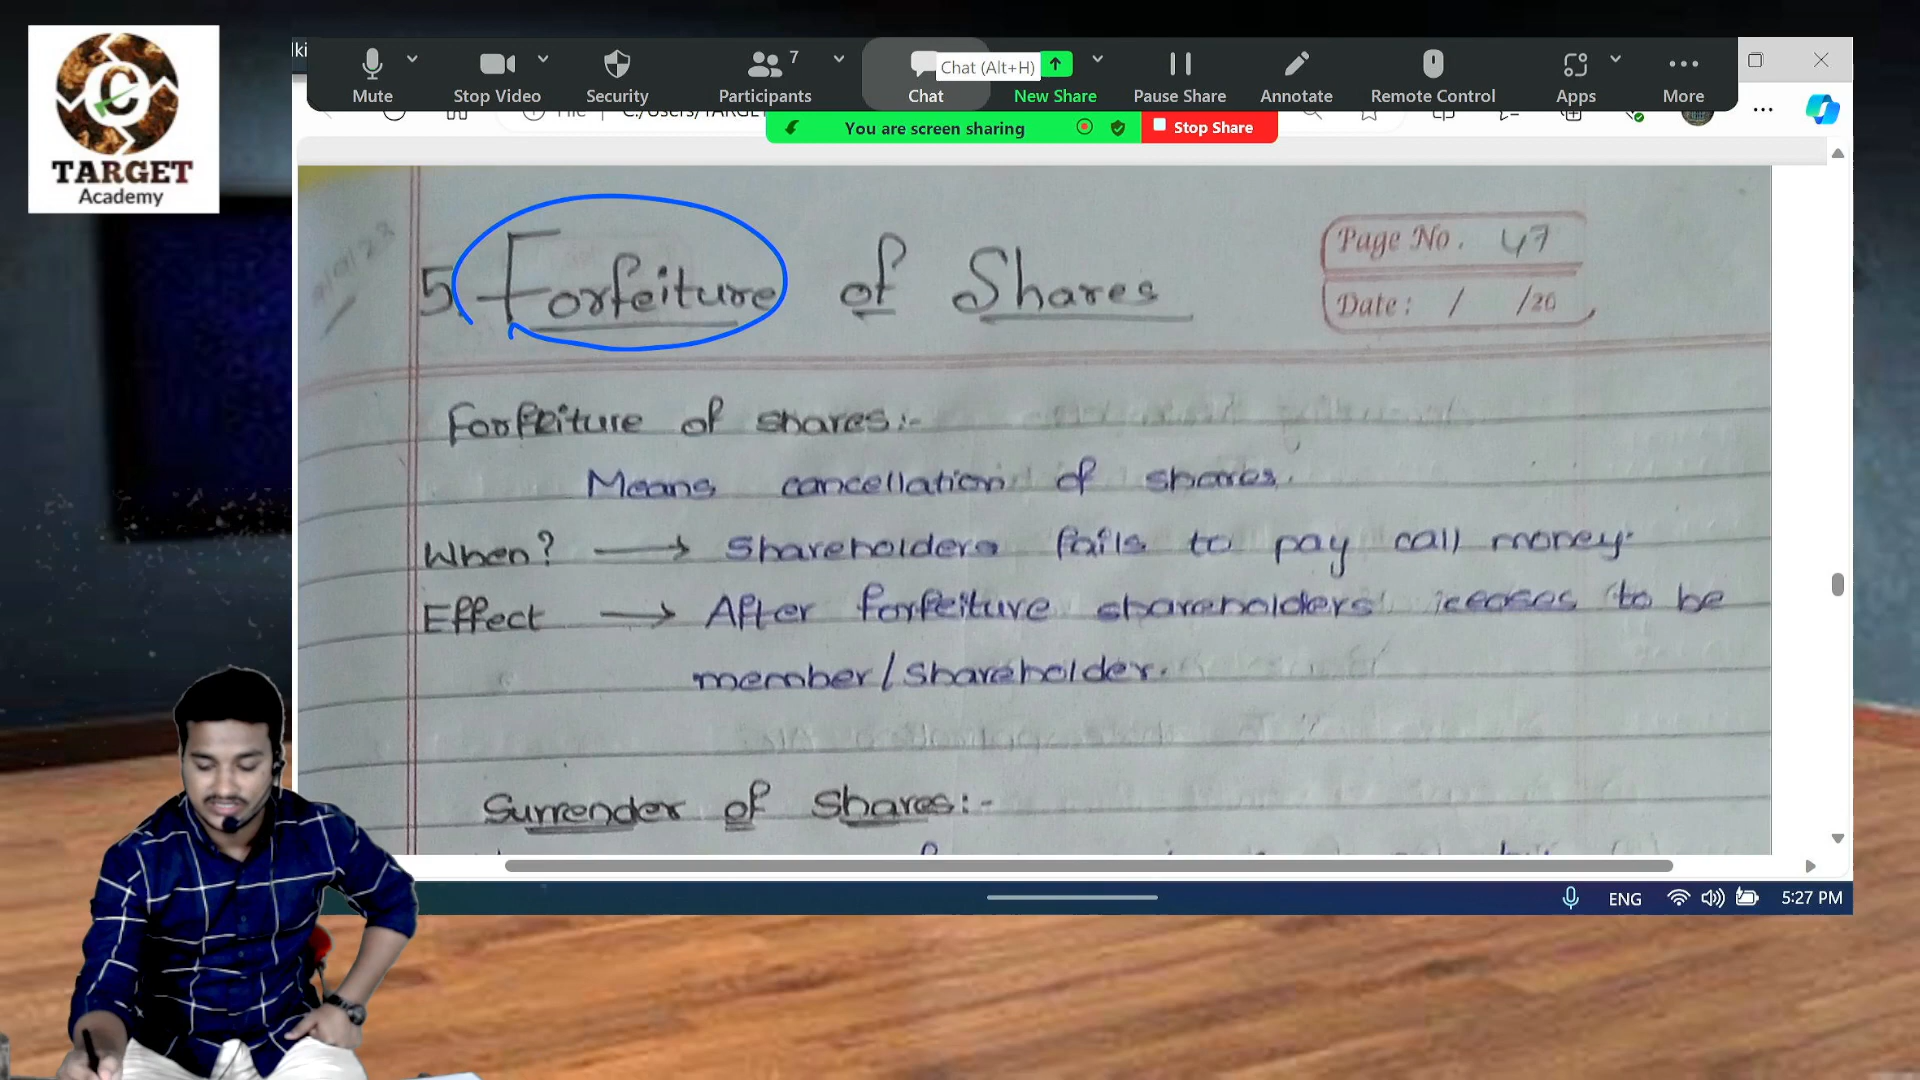 TARGET
Academy
Mute
Stop Video
Security
Participants 7
Chat
Chat (Alt+H)
New Share
Pause Share
Annotate
Remote Control
Apps
More
You are screen sharing
Stop Share
5. Forfeiture of Shares
Page No. 47
Date: / /20
Forfeiture of shares:-
Means cancellation of shares.
When? → Shareholders fails to pay call money.
Effect → After forfeiture shareholders ceases to be
member/shareholder.
Surrender of Shares:-
ENG
5:27 PM